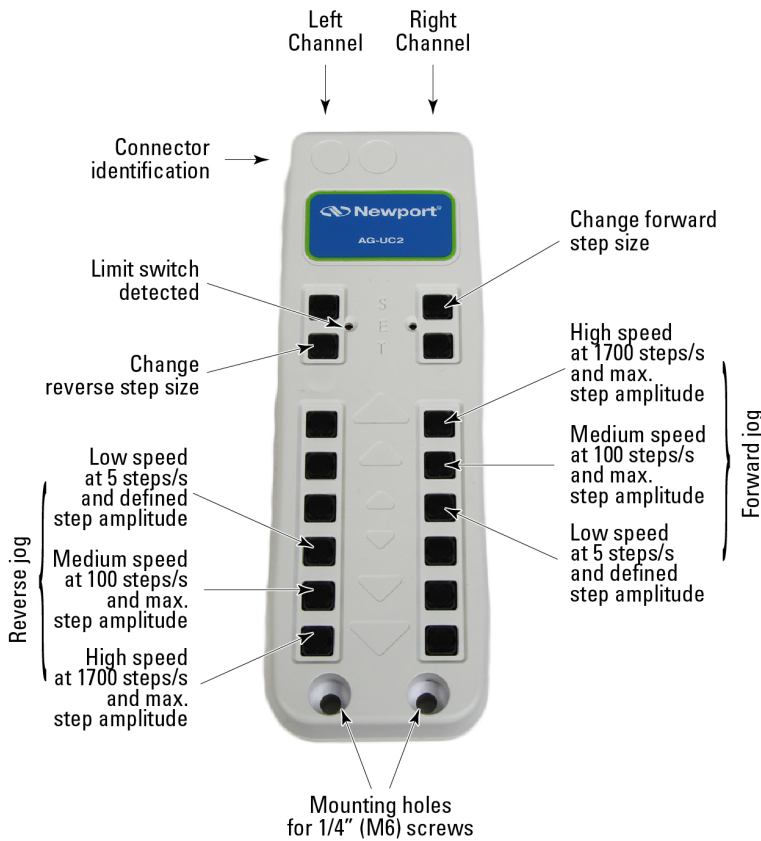 Left
Channel
Right
Channel
Connector
identification
Newport®
AG-UC2
Change forward
step size
Limit switch
detected
S
E
T
Change
reverse step size
High speed
at 1700 steps/s
and max.
step amplitude
Medium speed
at 100 steps/s
and max.
step amplitude
Low speed
at 5 steps/s
and defined
step amplitude
Forward jog
Low speed
at 5 steps/s
and defined
step amplitude
Medium speed
at 100 steps/s
and max.
step amplitude
High speed
at 1700 steps/s
and max.
step amplitude
Reverse jog
Mounting holes
for 1/4" (M6) screws